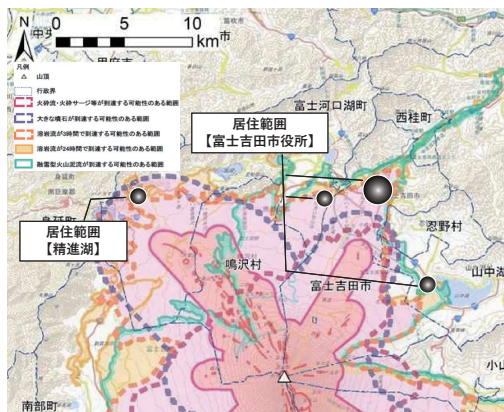 N
0
5
10
km
凡例
山頂
行政界
火砕流・火砕サージ等が到達する可能性のある範囲
大きな噴石が到達する可能性のある範囲
溶岩流が3時間で到達する可能性のある範囲
溶岩流が24時間で到達する可能性のある範囲
融雪型火山泥流が到達する可能性のある範囲
富士河口湖町
西桂町
居住範囲
【富士吉田市役所】
忍野村
居住範囲
【精進湖】
鳴沢村
富士吉田市
山中湖
小山
南部町
身延町